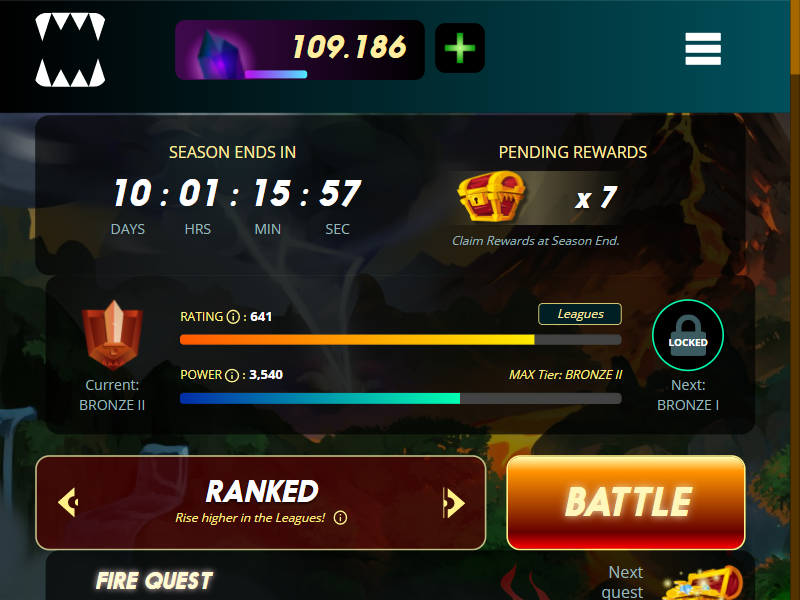 109.186
SEASON ENDS IN
10 : 01 : 15 : 57
DAYS HRS MIN SEC
PENDING REWARDS
x 7
Claim Rewards at Season End.
Current:
BRONZE II
RATING : 641
Leagues
POWER : 3,540
MAX Tier: BRONZE II
LOCKED
Next:
BRONZE I
RANKED
Rise higher in the Leagues!
BATTLE
FIRE QUEST
Next
quest